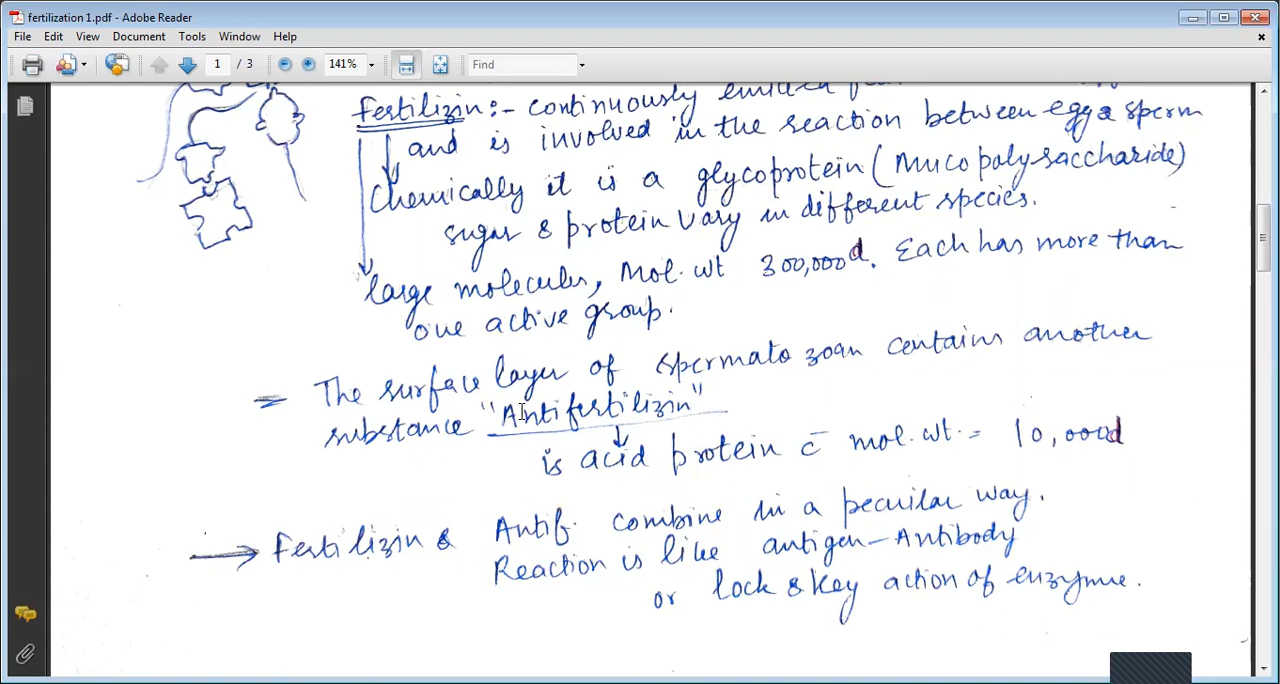 fertilization 1.pdf - Adobe Reader
File Edit View Document Tools Window Help
1 / 3 141% Find
Fertilizin:- continuously emitted
and is involved in the reaction between egg & sperm
Chemically it is a glycoprotein (Mucopolysaccharide)
sugar & protein vary in different species.
large molecules, Mol. wt 300,000d. Each has more than
one active group.
= The surface layer of spermatozoan contains another
substance "Antifertilizin"
is acid protein c̄ mol. wt. = 10,000d
→ Fertilizin & Antif. combine in a pecuilar way.
Reaction is like antigen-Antibody
or lock & key action of enzyme.